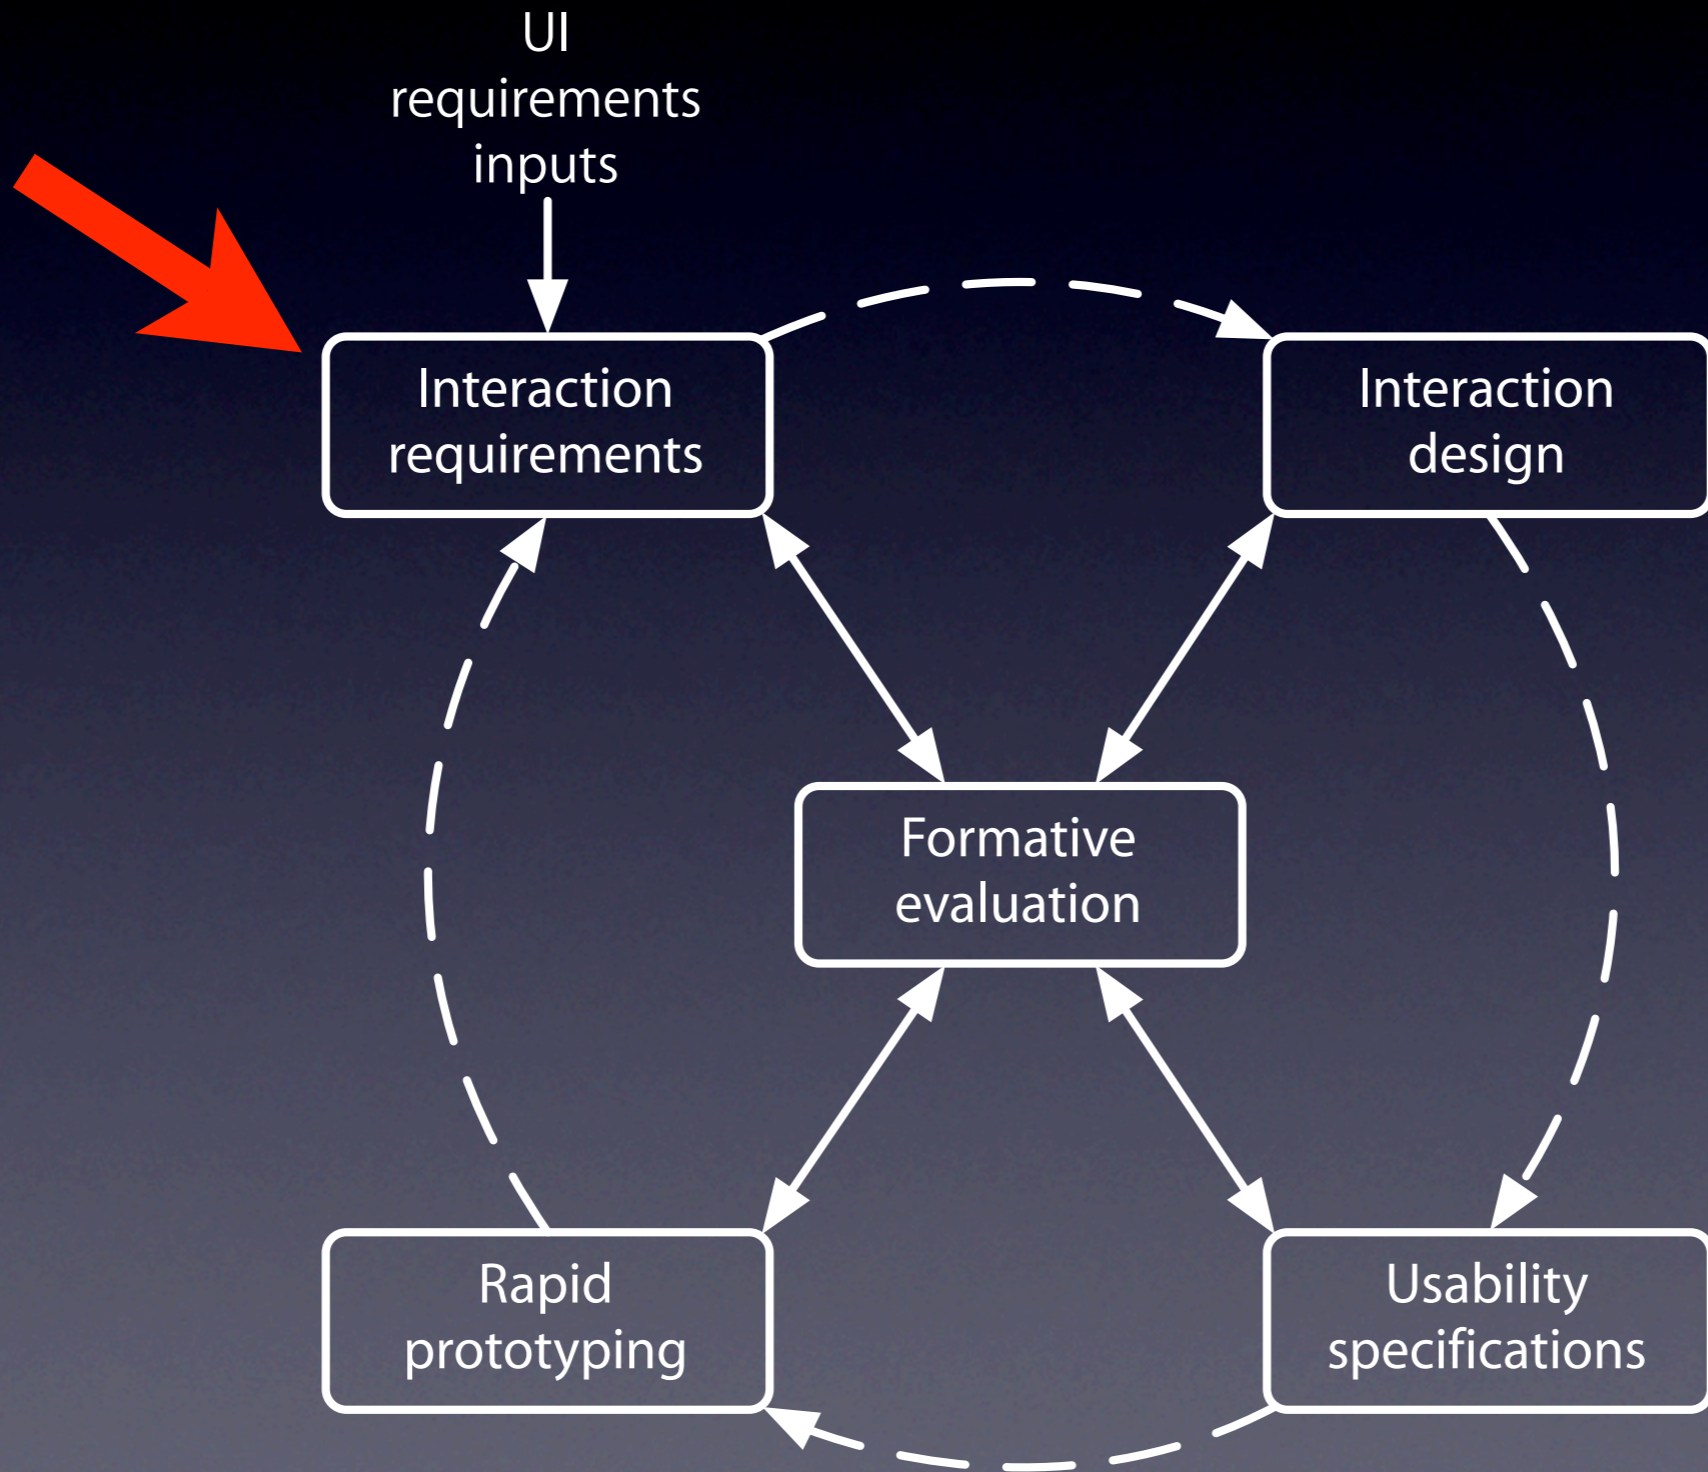 UI
requirements
inputs
Interaction
requirements
Interaction
design
Formative
evaluation
Rapid
prototyping
Usability
specifications